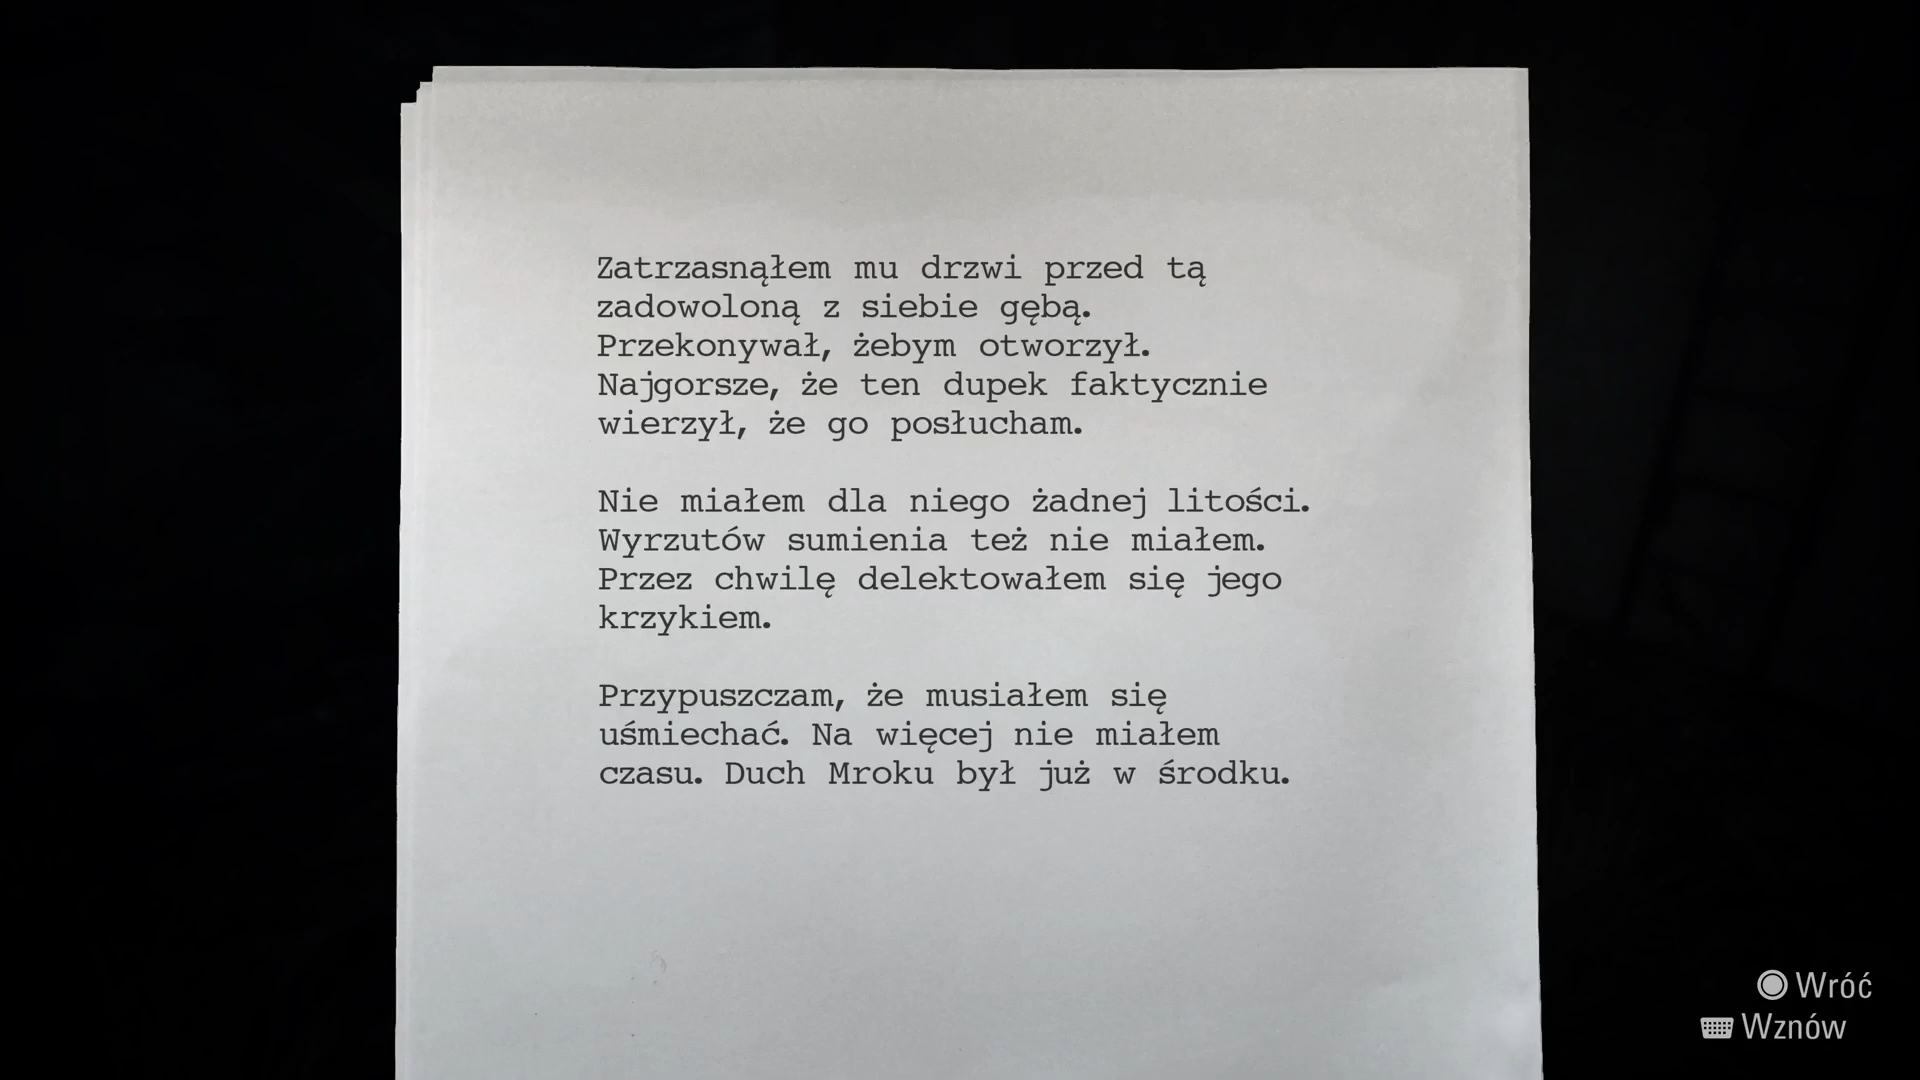 Zatrzasnąłem mu drzwi przed tą
zadowoloną z siebie gębą.
Przekonywał, żebym otworzył.
Najgorsze, że ten dupek faktycznie
wierzył, że go posłucham.
Nie miałem dla niego żadnej litości.
Wyrzutów sumienia też nie miałem.
Przez chwilę delektowałem się jego
krzykiem.
Przypuszczam, że musiałem się
uśmiechać. Na więcej nie miałem
czasu. Duch Mroku był już w środku.
Wróć
Wznów